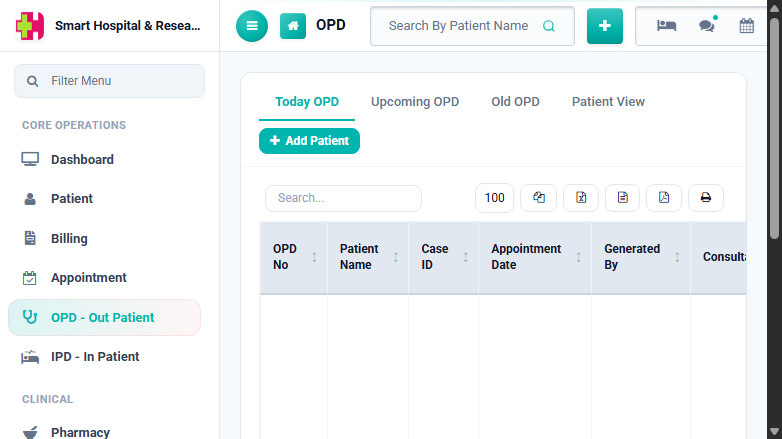 Smart Hospital & Resea...
OPD
Search By Patient Name
Filter Menu
CORE OPERATIONS
Dashboard
Patient
Billing
Appointment
OPD - Out Patient
IPD - In Patient
CLINICAL
Pharmacy
Today OPD
Upcoming OPD
Old OPD
Patient View
+ Add Patient
Search...
100
OPD No
Patient Name
Case ID
Appointment Date
Generated By
Consulta